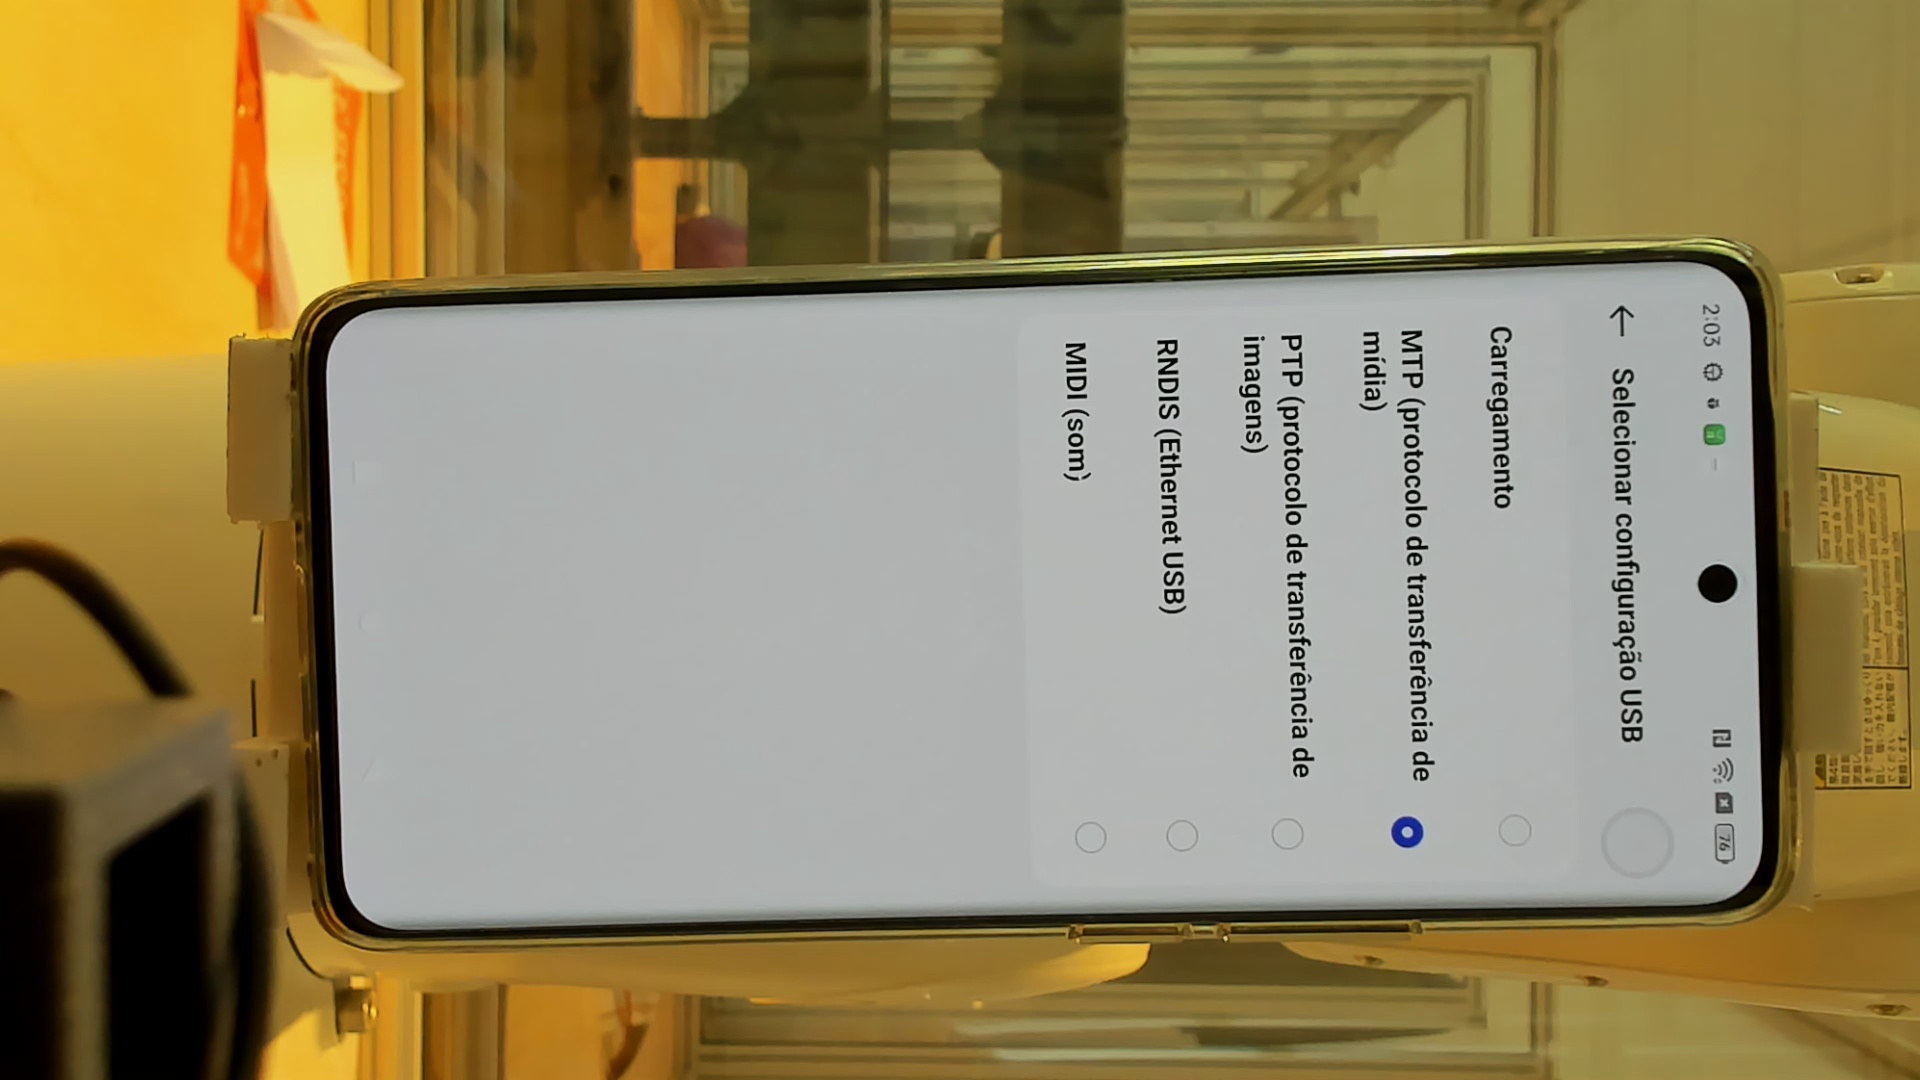 2:03
76
Selecionar configuração USB
Carregamento
MTP (protocolo de transferência de
mídia)
PTP (protocolo de transferência de
imagens)
RNDIS (Ethernet USB)
MIDI (som)